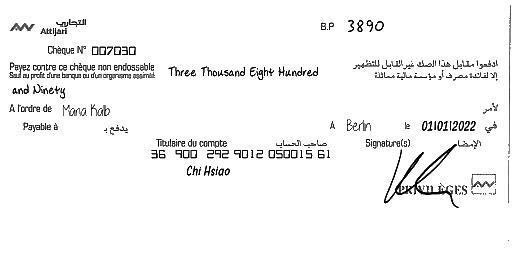 التجاري
Attijari
B.P 3890
Chèque N° 007030
Payez contre ce chèque non endossable
Sauf au profit d'une banque ou d'un organisme assimilé
ادفعوا مقابل هذا الصك غير القابل للتظهير
إلا لفائدة مصرف أو مؤسسة مالية مماثلة
Three Thousand Eight Hundred
and Ninety
A l'ordre de Mana Kalb لأمر
Payable à يدفع بـ A Berlin le 01/01/2022 في
Titulaire du compte صاحب الحساب Signature(s) الإمضاء
36 900 292 9012 050015 61
Chi Hsiao
PRIVILÈGES